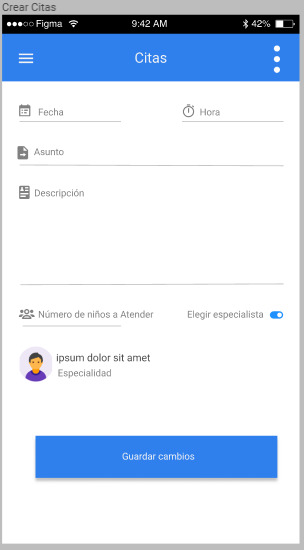 Crear Citas
Figma 9:42 AM 42%
Citas
Fecha Hora
Asunto
Descripción
Número de niños a Atender Elegir especialista
ipsum dolor sit amet
Especialidad
Guardar cambios